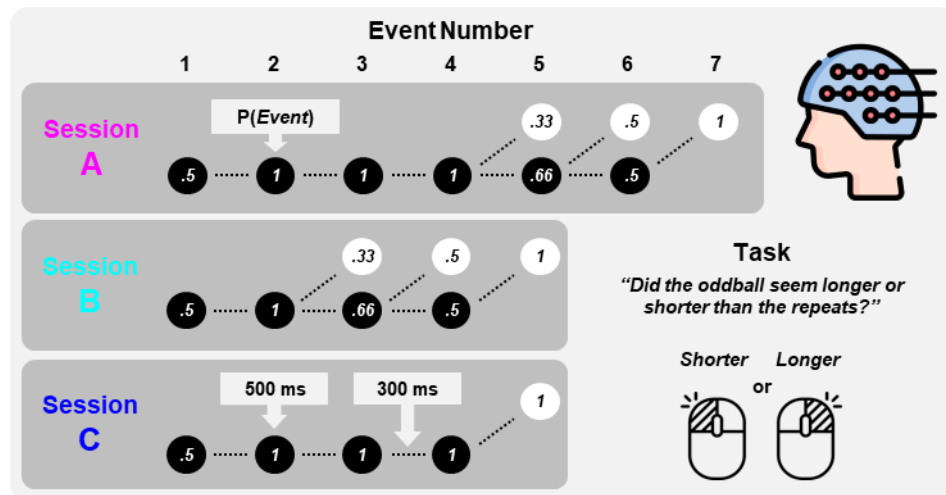 Event Number
1 2 3 4 5 6 7
Session
A
P(Event)
.33 .5 1
.5 1 1 1 .66 .5
Session
B
.33 .5 1
.5 1 .66 .5
Session
C
500 ms 300 ms
1
.5 1 1 1
Task
“Did the oddball seem longer or
shorter than the repeats?”
Shorter Longer
or